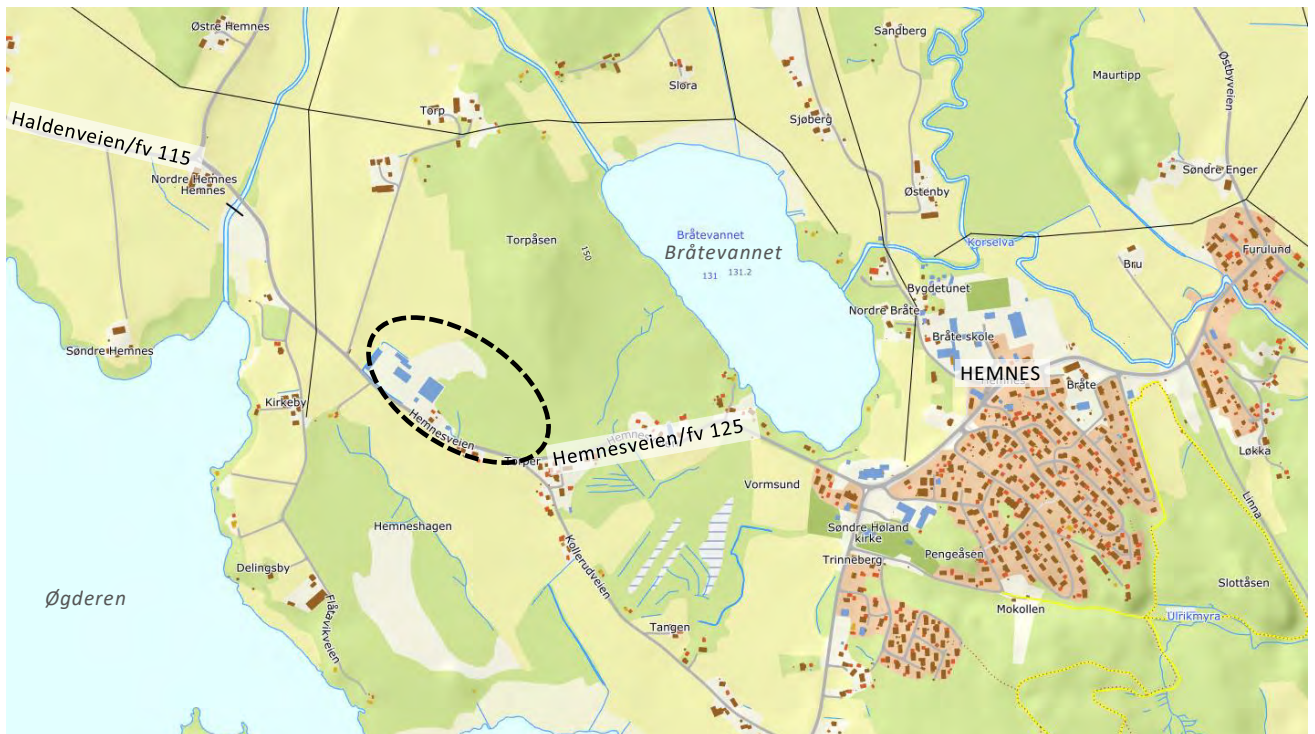 Østre Hemnes
Sandberg
Østbyveien
Maurtipp
Slora
Torp
Sjøberg
Haldenveien/fv 115
Nordre Hemnes
Hemnes
Søndre Enger
Østenby
Torpåsen
150
Bråtevannet
Bråtevannet
131
131.2
Korselva
Furulund
Bru
Bygdetunet
Nordre Bråte
Bråte skole
Søndre Hemnes
HEMNES
Hemnes
Bråte
Kirkeby
Hemnesveien
Hemnesveien/fv 125
Torper
Løkka
Vormsund
Linna
Hemneshagen
Søndre Høland
kirke
Trinneberg
Pengeåsen
Kollerudveien
Delingsby
Flåtavikveien
Slottåsen
Øgderen
Mokollen
Ulrikmyra
Tangen